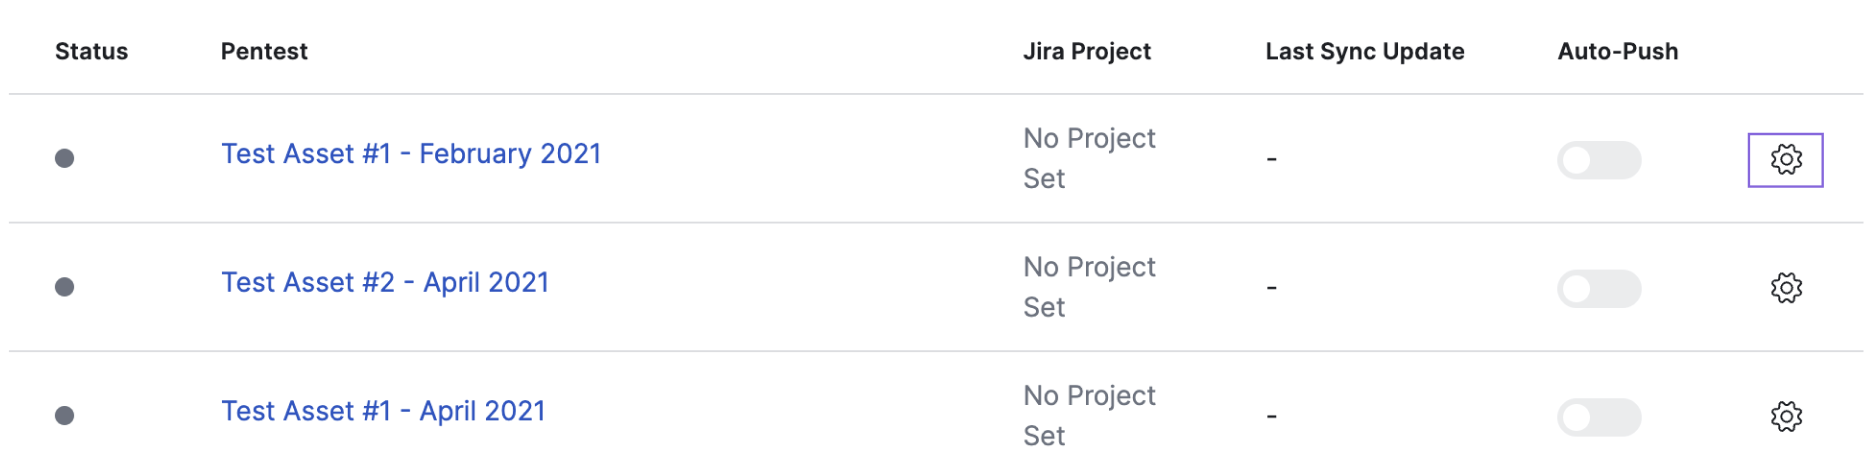 Status Pentest Jira Project Last Sync Update Auto-Push
Test Asset #1 - February 2021 No Project Set -
Test Asset #2 - April 2021 No Project Set -
Test Asset #1 - April 2021 No Project Set -